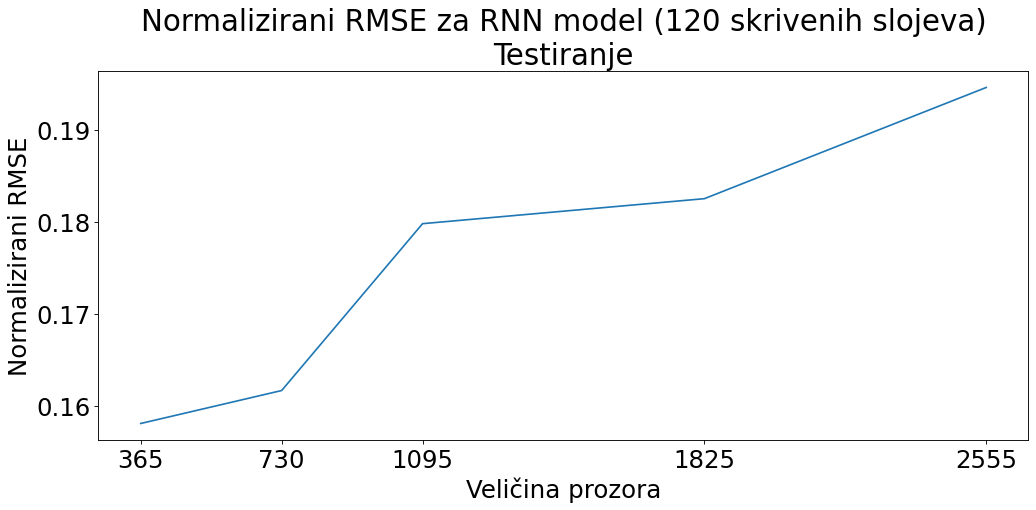 Normalizirani RMSE za RNN model (120 skrivenih slojeva)
Testiranje
Normalizirani RMSE
0.19
0.18
0.17
0.16
365 730 1095 1825 2555
Veličina prozora